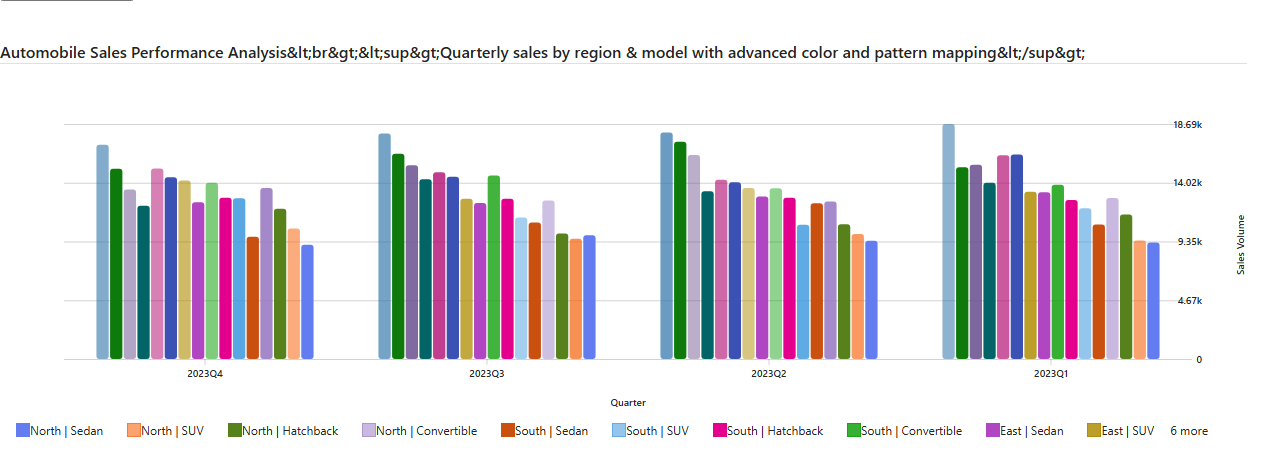 Automobile Sales Performance Analysis&lt;br&gt;&lt;sup&gt;Quarterly sales by region & model with advanced color and pattern mapping&lt;/sup&gt;
18.69k
14.02k
9.35k
4.67k
0
Sales Volume
2023Q4 2023Q3 2023Q2 2023Q1
Quarter
North | Sedan North | SUV North | Hatchback North | Convertible South | Sedan South | SUV South | Hatchback South | Convertible East | Sedan East | SUV 6 more